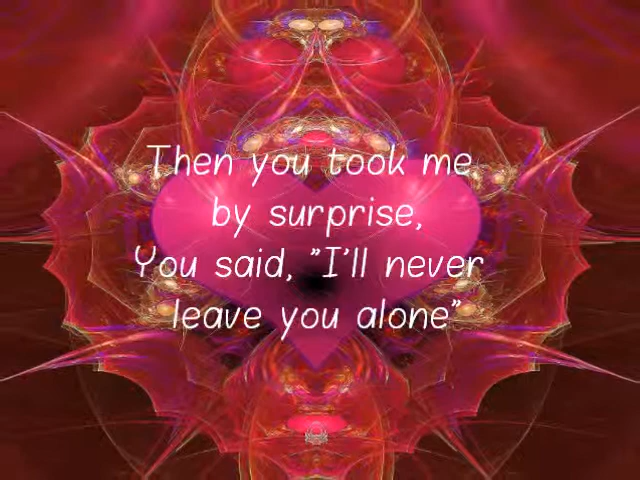 Then you took me
by surprise,
You said, "I'll never
leave you alone"